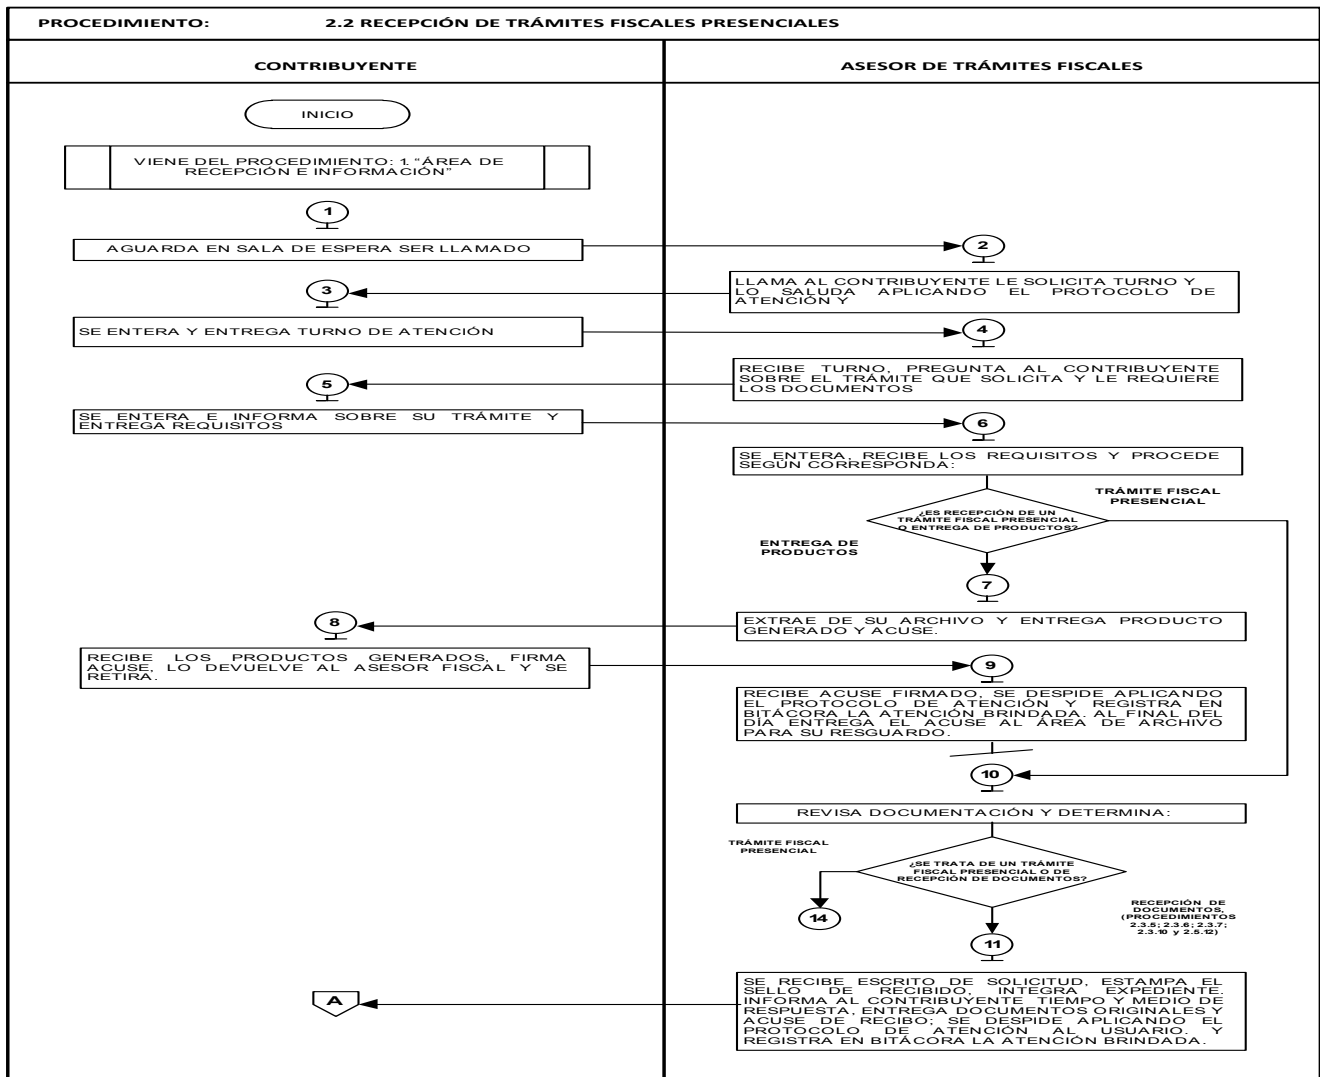 PROCEDIMIENTO: 2.2 RECEPCIÓN DE TRÁMITES FISCALES PRESENCIALES
CONTRIBUYENTE
ASESOR DE TRÁMITES FISCALES
INICIO
VIENE DEL PROCEDIMIENTO: 1. “ÁREA DE
RECEPCIÓN E INFORMACIÓN”
1
AGUARDA EN SALA DE ESPERA SER LLAMADO
2
LLAMA AL CONTRIBUYENTE LE SOLICITA TURNO Y
LO SALUDA APLICANDO EL PROTOCOLO DE
ATENCIÓN Y
3
SE ENTERA Y ENTREGA TURNO DE ATENCIÓN
4
RECIBE TURNO, PREGUNTA AL CONTRIBUYENTE
SOBRE EL TRÁMITE QUE SOLICITA Y LE REQUIERE
LOS DOCUMENTOS
5
SE ENTERA E INFORMA SOBRE SU TRÁMITE Y
ENTREGA REQUISITOS
6
SE ENTERA, RECIBE LOS REQUISITOS Y PROCEDE
SEGÚN CORRESPONDA:
TRÁMITE FISCAL
PRESENCIAL
¿ES RECEPCIÓN DE UN
TRÁMITE FISCAL PRESENCIAL
O ENTREGA DE PRODUCTOS?
ENTREGA DE
PRODUCTOS
7
EXTRAE DE SU ARCHIVO Y ENTREGA PRODUCTO
GENERADO Y ACUSE.
8
RECIBE LOS PRODUCTOS GENERADOS, FIRMA
ACUSE, LO DEVUELVE AL ASESOR FISCAL Y SE
RETIRA.
9
RECIBE ACUSE FIRMADO, SE DESPIDE APLICANDO
EL PROTOCOLO DE ATENCIÓN Y REGISTRA EN
BITÁCORA LA ATENCIÓN BRINDADA. AL FINAL DEL
DÍA ENTREGA EL ACUSE AL ÁREA DE ARCHIVO
PARA SU RESGUARDO.
10
REVISA DOCUMENTACIÓN Y DETERMINA:
TRÁMITE FISCAL
PRESENCIAL
¿SE TRATA DE UN TRÁMITE
FISCAL PRESENCIAL O DE
RECEPCIÓN DE DOCUMENTOS?
14
RECEPCIÓN DE
DOCUMENTOS,
(PROCEDIMIENTOS
2.3.5; 2.3.6; 2.3.7;
2.3.10 y 2.5.12)
11
SE RECIBE ESCRITO DE SOLICITUD, ESTAMPA EL
SELLO DE RECIBIDO, INTEGRA EXPEDIENTE.
INFORMA AL CONTRIBUYENTE TIEMPO Y MEDIO DE
RESPUESTA, ENTREGA DOCUMENTOS ORIGINALES Y
ACUSE DE RECIBO; SE DESPIDE APLICANDO EL
PROTOCOLO DE ATENCIÓN AL USUARIO. Y
REGISTRA EN BITÁCORA LA ATENCIÓN BRINDADA.
A